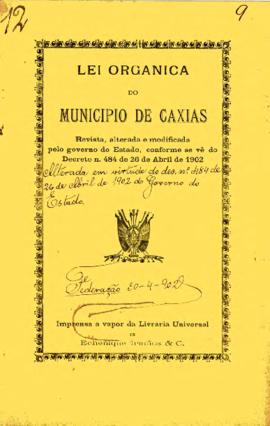 12
9
LEI ORGANICA
DO
MUNICIPIO DE CAXIAS
Revista, alterada e modificada
pelo governo do Estado, conforme se vê do
Decreto n. 484 de 26 de Abril de 1902
Alterada em virtude do dec. nº 484 de
26 de Abril de 1902 do Governo do
Estado.
Federação 20-4-902
Imprensa a vapor da Livraria Universal
DE
Echenique Irmãos & C.